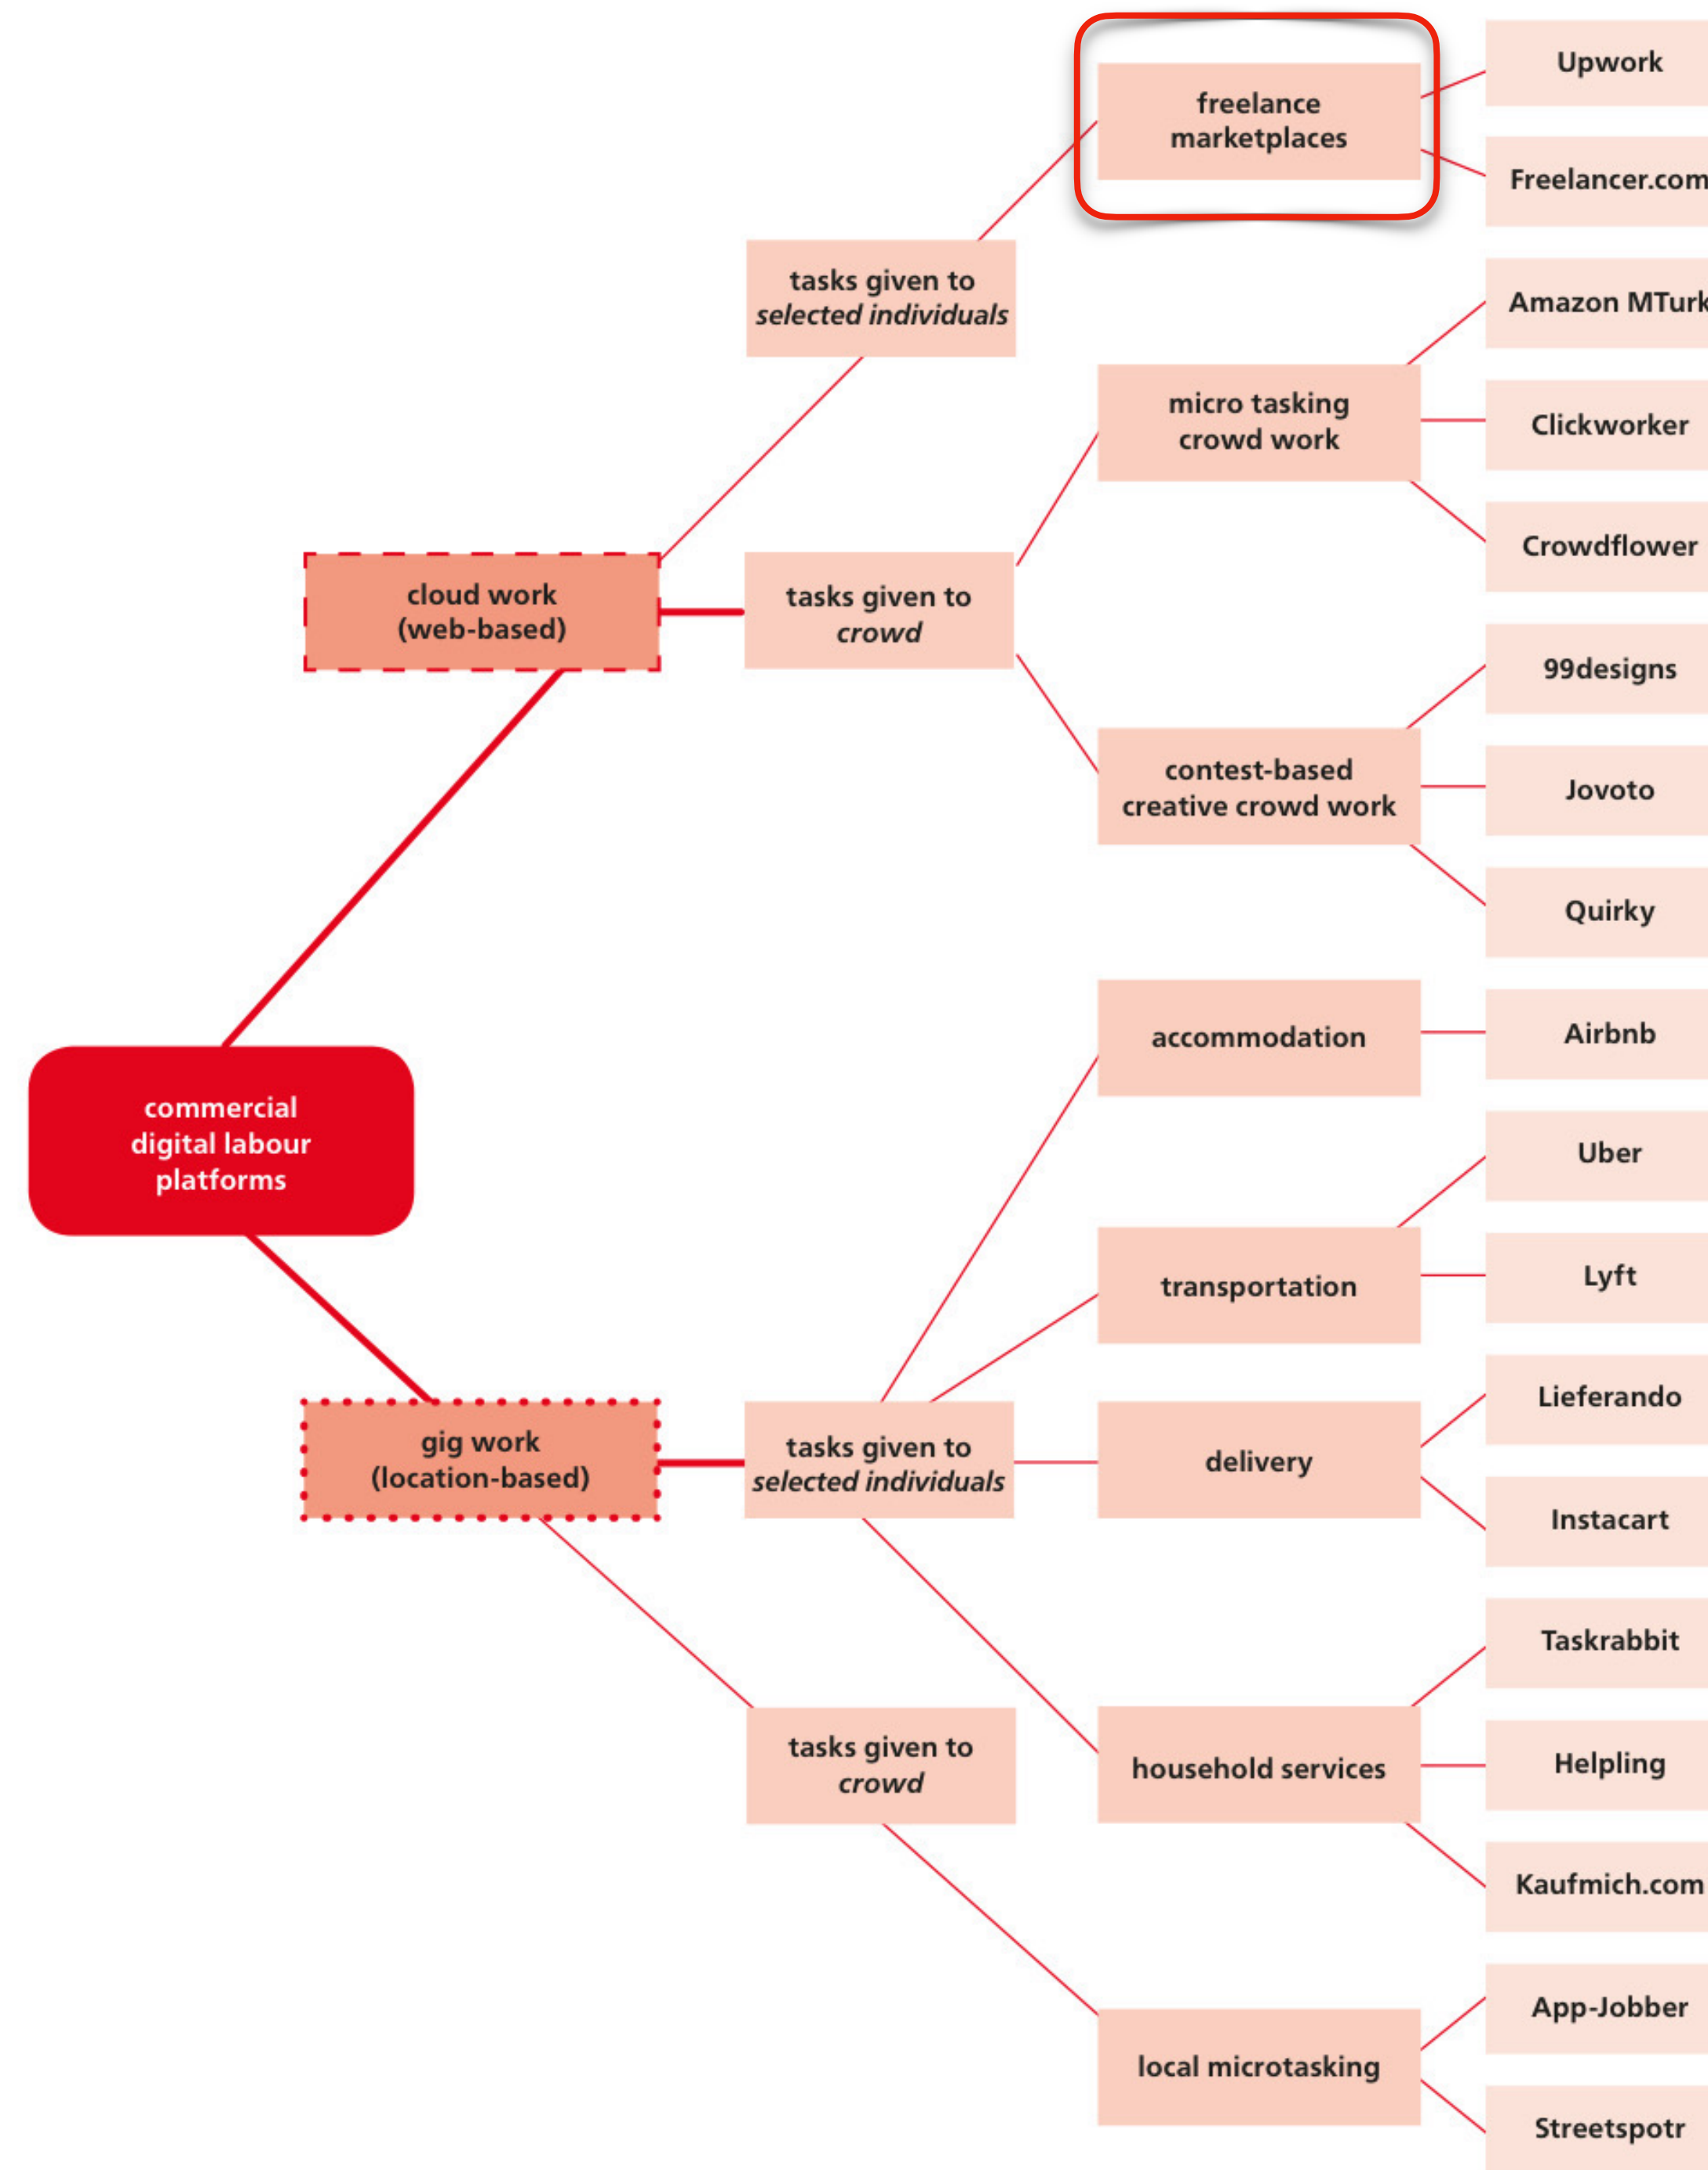 freelance
marketplaces
Upwork
Freelancer.com
tasks given to
selected individuals
Amazon MTurk
micro tasking
crowd work
Clickworker
Crowdflower
cloud work
(web-based)
tasks given to
crowd
99designs
contest-based
creative crowd work
Jovoto
Quirky
accommodation
Airbnb
commercial
digital labour
platforms
Uber
transportation
Lyft
Lieferando
gig work
(location-based)
tasks given to
selected individuals
delivery
Instacart
Taskrabbit
tasks given to
crowd
household services
Helpling
Kaufmich.com
App-Jobber
local microtasking
Streetspotr